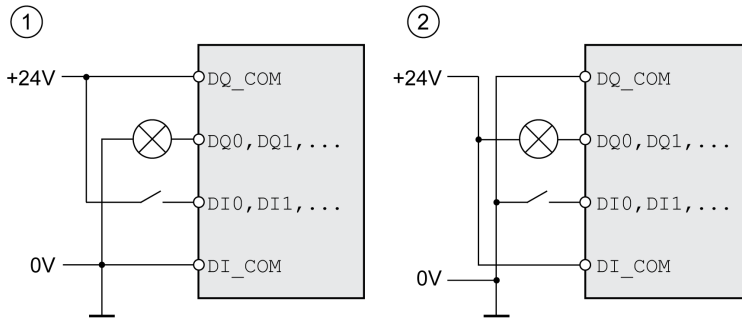 1
+24V
DQ_COM
DQ0,DQ1,...
DI0,DI1,...
0V
DI_COM
2
+24V
DQ_COM
DQ0,DQ1,...
DI0,DI1,...
DI_COM
0V